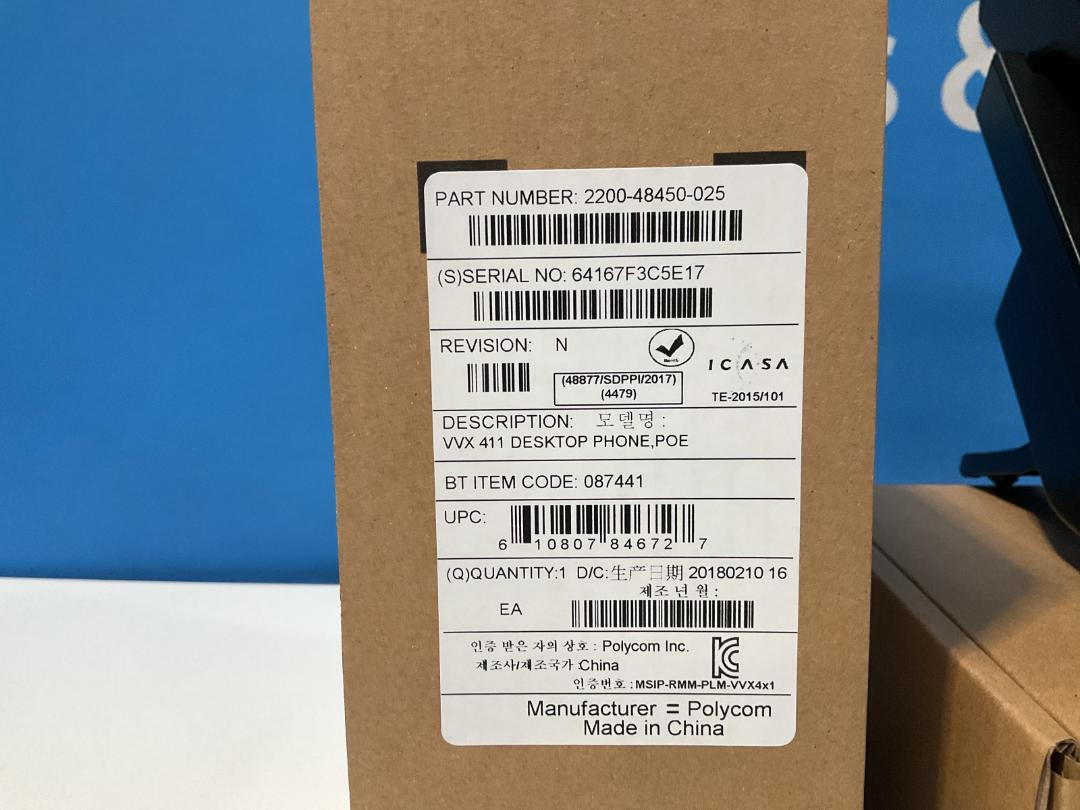 s &
PART NUMBER: 2200-48450-025
(S)SERIAL NO: 64167F3C5E17
REVISION: N
RoHS
(48877/SDPPI/2017)
(4479)
ICASA
TE-2015/101
DESCRIPTION: 모델명 :
VVX 411 DESKTOP PHONE,POE
BT ITEM CODE: 087441
UPC:
6 10807 84672 7
(Q)QUANTITY:1 D/C:生产日期 20180210 16
제조 년 월 :
EA
인증 받은 자의 상호 : Polycom Inc.
제조사/제조국가 :China
인증번호 : MSIP-RMM-PLM-VVX4x1
Manufacturer = Polycom
Made in China